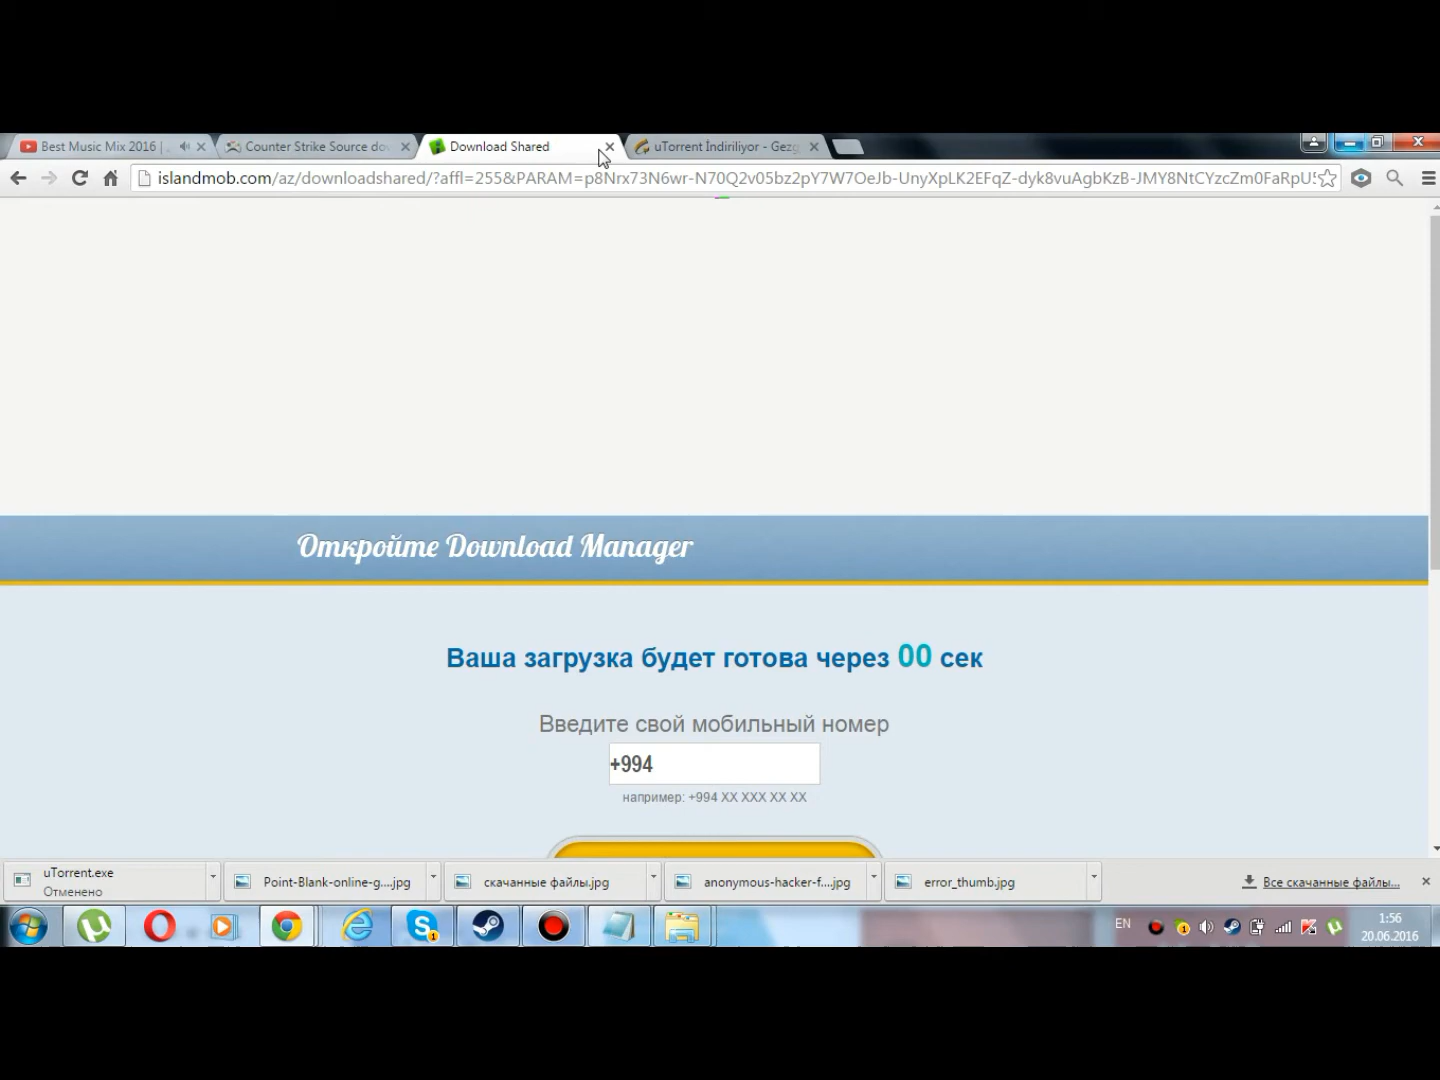 Best Music Mix 2016 |
Counter Strike Source do
Download Shared
uTorrent İndiriliyor - Gezg
islandmob.com/az/downloadshared/?affl=255&PARAM=p8Nrx73N6wr-N70Q2v05bz2pY7W7OeJb-UnyXpLK2EFqZ-dyk8vuAgbKzB-JMY8NtCYzcZm0FaRpU
Откройте Download Manager
Ваша загрузка будет готова через 00 сек
Введите свой мобильный номер
+994
например: +994 XX XXX XX XX
uTorrent.exe
Отменено
Point-Blank-online-g....jpg
скачанные файлы.jpg
anonymous-hacker-f....jpg
error_thumb.jpg
Все скачанные файлы...
EN
1:56
20.06.2016